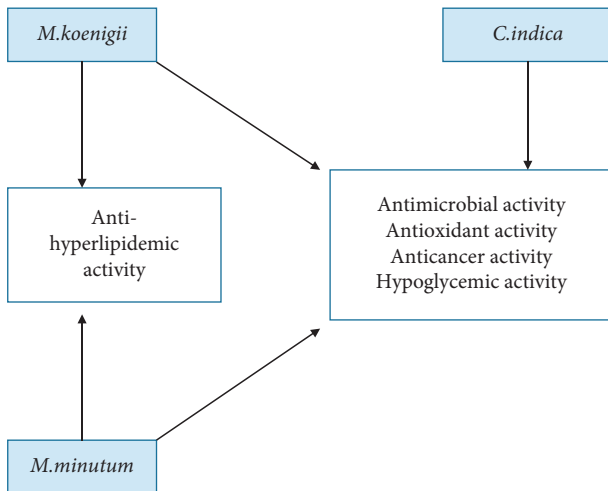 M.koenigii
C.indica
Anti-
hyperlipidemic
activity
Antimicrobial activity
Antioxidant activity
Anticancer activity
Hypoglycemic activity
M.minutum